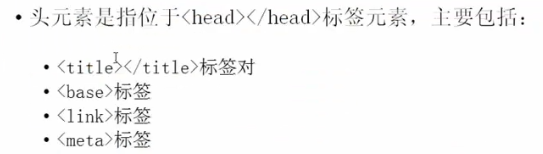 • 头元素是指位于<head></head>标签元素，主要包括：
• <title></title>标签对
• <base>标签
• <link>标签
• <meta>标签